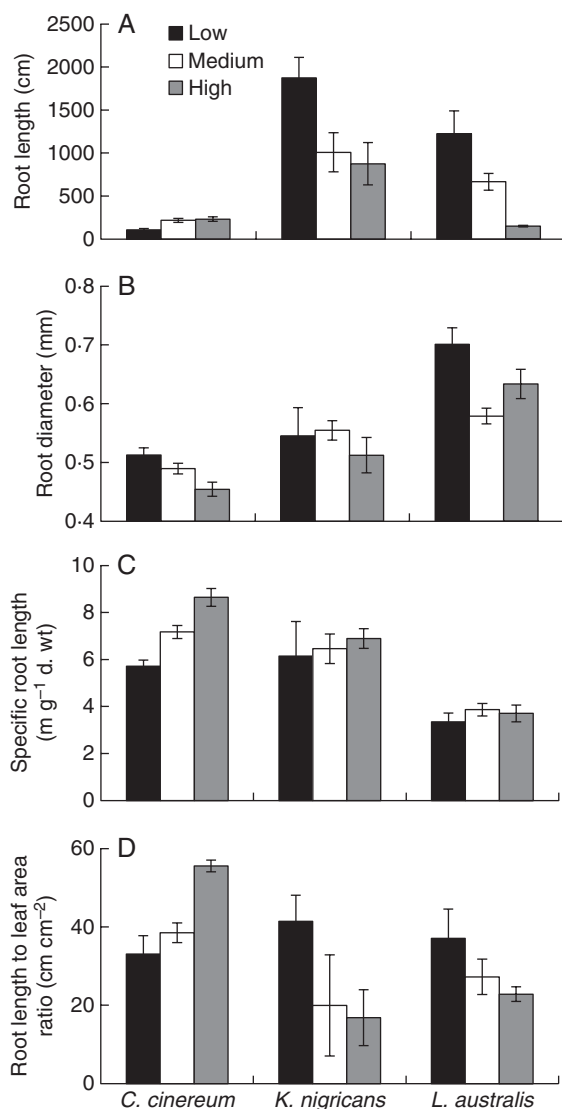 A
Low
Medium
High
Root length (cm)
2500
2000
1500
1000
500
0
B
Root diameter (mm)
0·8
0·7
0·6
0·5
0·4
C
Specific root length
(m g⁻¹ d. wt)
10
8
6
4
2
0
D
Root length to leaf area
ratio (cm cm⁻²)
60
40
20
0
C. cinereum K. nigricans L. australis